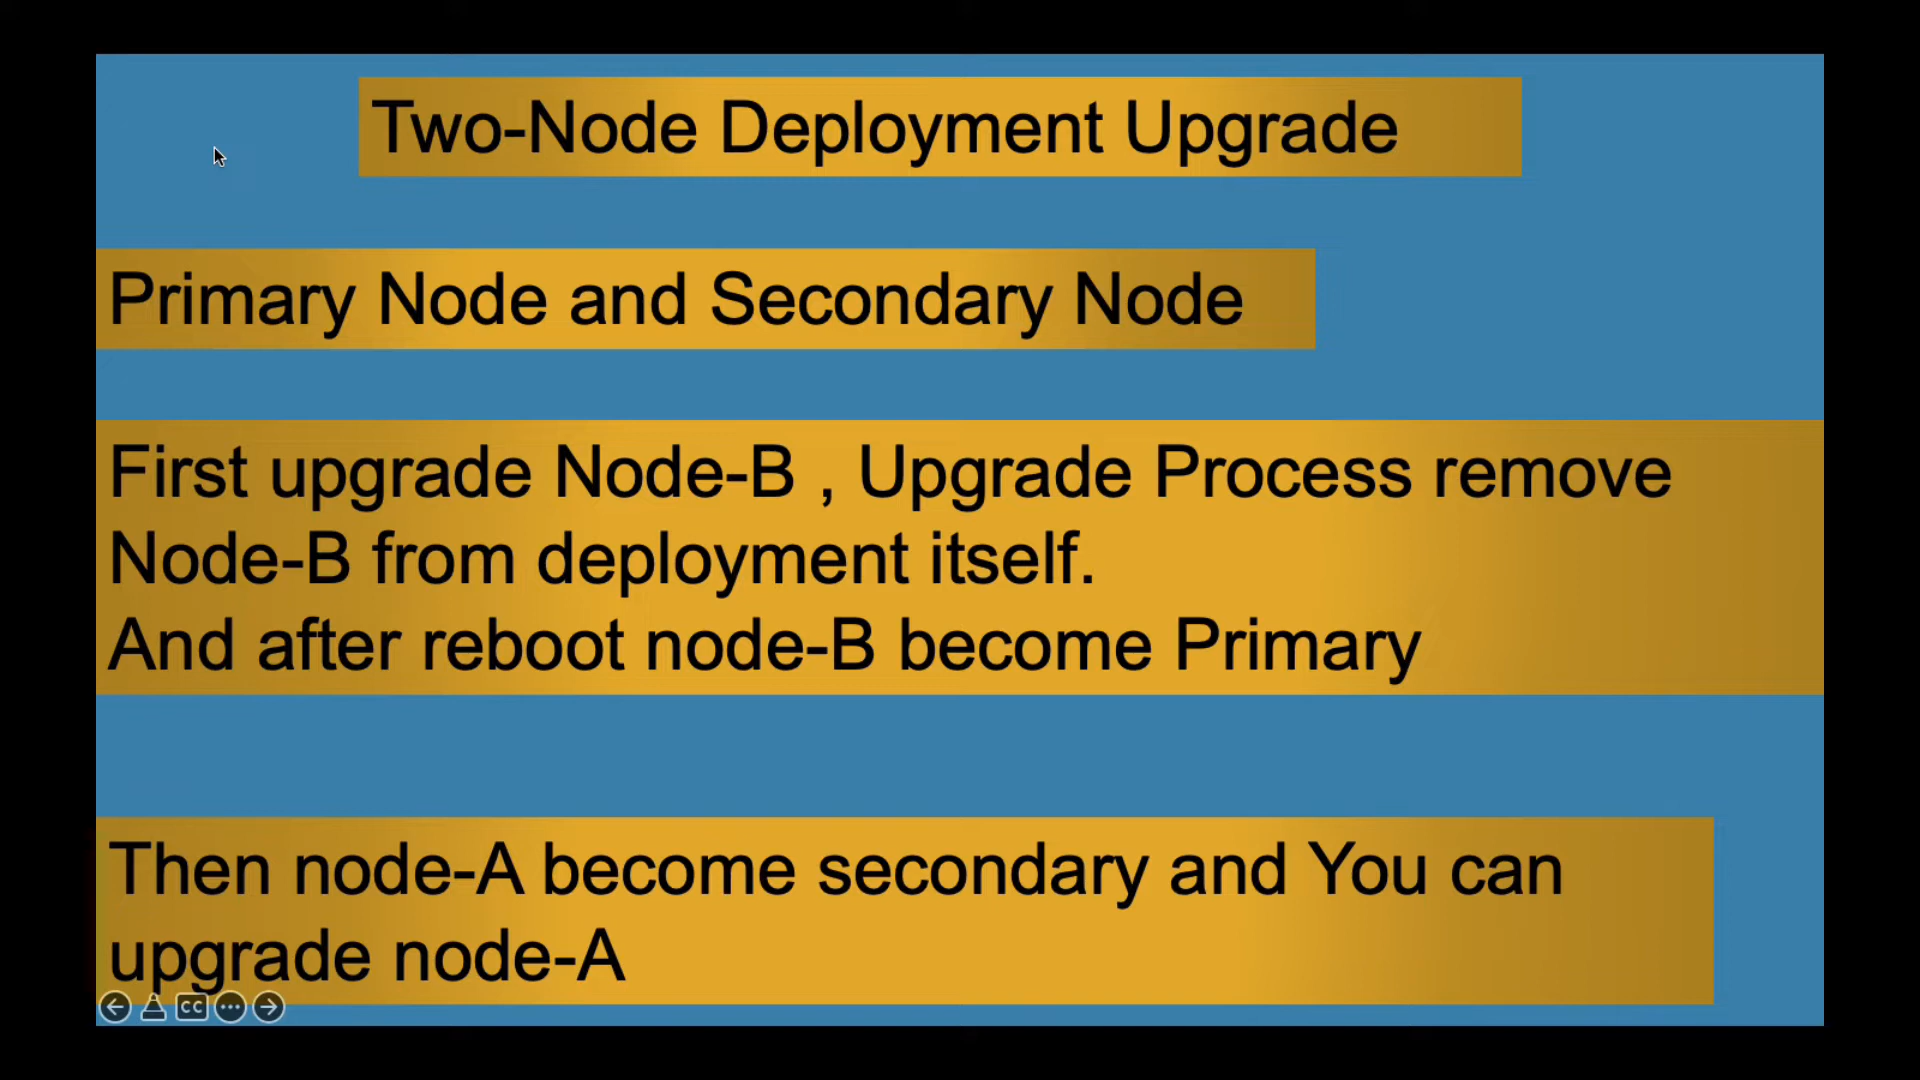 Two-Node Deployment Upgrade
Primary Node and Secondary Node
First upgrade Node-B , Upgrade Process remove
Node-B from deployment itself.
And after reboot node-B become Primary
Then node-A become secondary and You can
upgrade node-A
CC